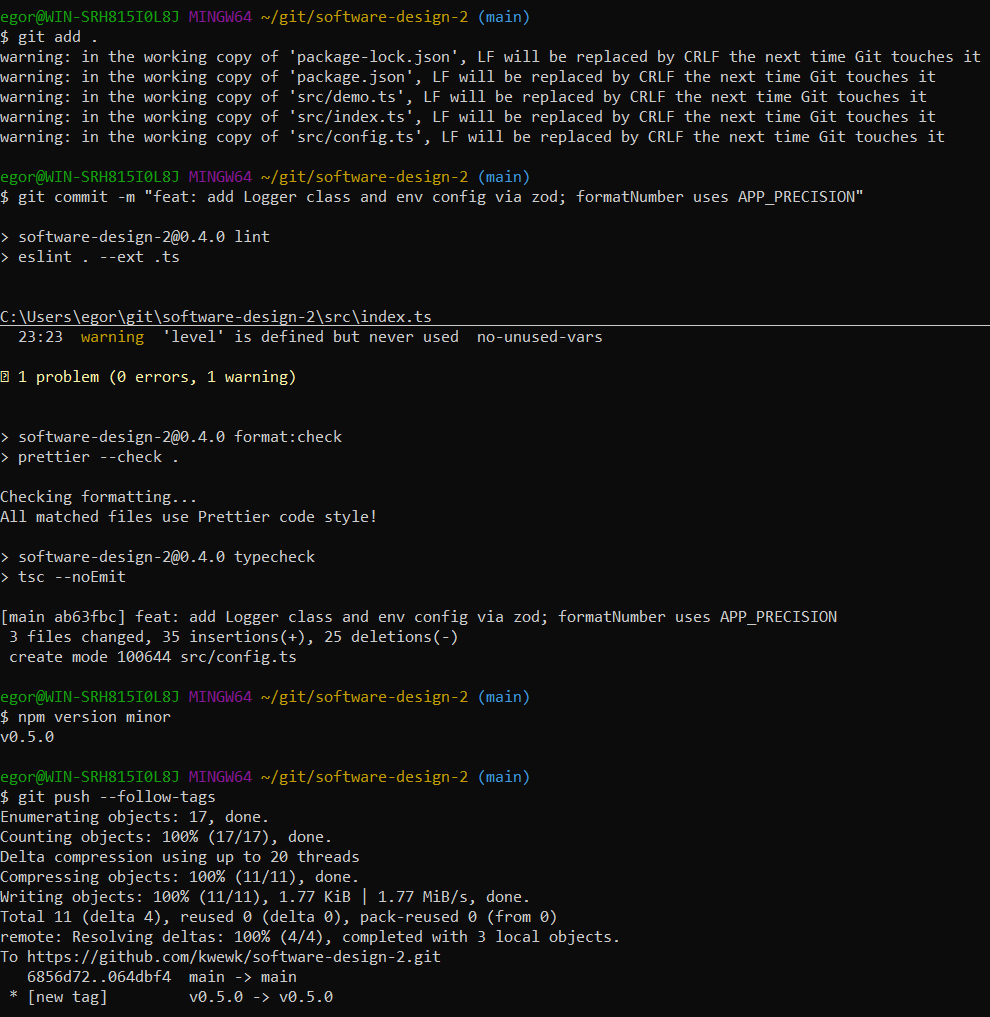 egor@WIN-SRH815I0L8J MINGW64 ~/git/software-design-2 (main)
$ git add .
warning: in the working copy of 'package-lock.json', LF will be replaced by CRLF the next time Git touches it
warning: in the working copy of 'package.json', LF will be replaced by CRLF the next time Git touches it
warning: in the working copy of 'src/demo.ts', LF will be replaced by CRLF the next time Git touches it
warning: in the working copy of 'src/index.ts', LF will be replaced by CRLF the next time Git touches it
warning: in the working copy of 'src/config.ts', LF will be replaced by CRLF the next time Git touches it
egor@WIN-SRH815I0L8J MINGW64 ~/git/software-design-2 (main)
$ git commit -m "feat: add Logger class and env config via zod; formatNumber uses APP_PRECISION"
> software-design-2@0.4.0 lint
> eslint . --ext .ts
C:\Users\egor\git\software-design-2\src\index.ts
  23:23  warning  'level' is defined but never used  no-unused-vars
1 problem (0 errors, 1 warning)
> software-design-2@0.4.0 format:check
> prettier --check .
Checking formatting...
All matched files use Prettier code style!
> software-design-2@0.4.0 typecheck
> tsc --noEmit
[main ab63fbc] feat: add Logger class and env config via zod; formatNumber uses APP_PRECISION
 3 files changed, 35 insertions(+), 25 deletions(-)
 create mode 100644 src/config.ts
egor@WIN-SRH815I0L8J MINGW64 ~/git/software-design-2 (main)
$ npm version minor
v0.5.0
egor@WIN-SRH815I0L8J MINGW64 ~/git/software-design-2 (main)
$ git push --follow-tags
Enumerating objects: 17, done.
Counting objects: 100% (17/17), done.
Delta compression using up to 20 threads
Compressing objects: 100% (11/11), done.
Writing objects: 100% (11/11), 1.77 KiB | 1.77 MiB/s, done.
Total 11 (delta 4), reused 0 (delta 0), pack-reused 0 (from 0)
remote: Resolving deltas: 100% (4/4), completed with 3 local objects.
To https://github.com/kwewk/software-design-2.git
   6856d72..064dbf4  main -> main
 * [new tag]         v0.5.0 -> v0.5.0